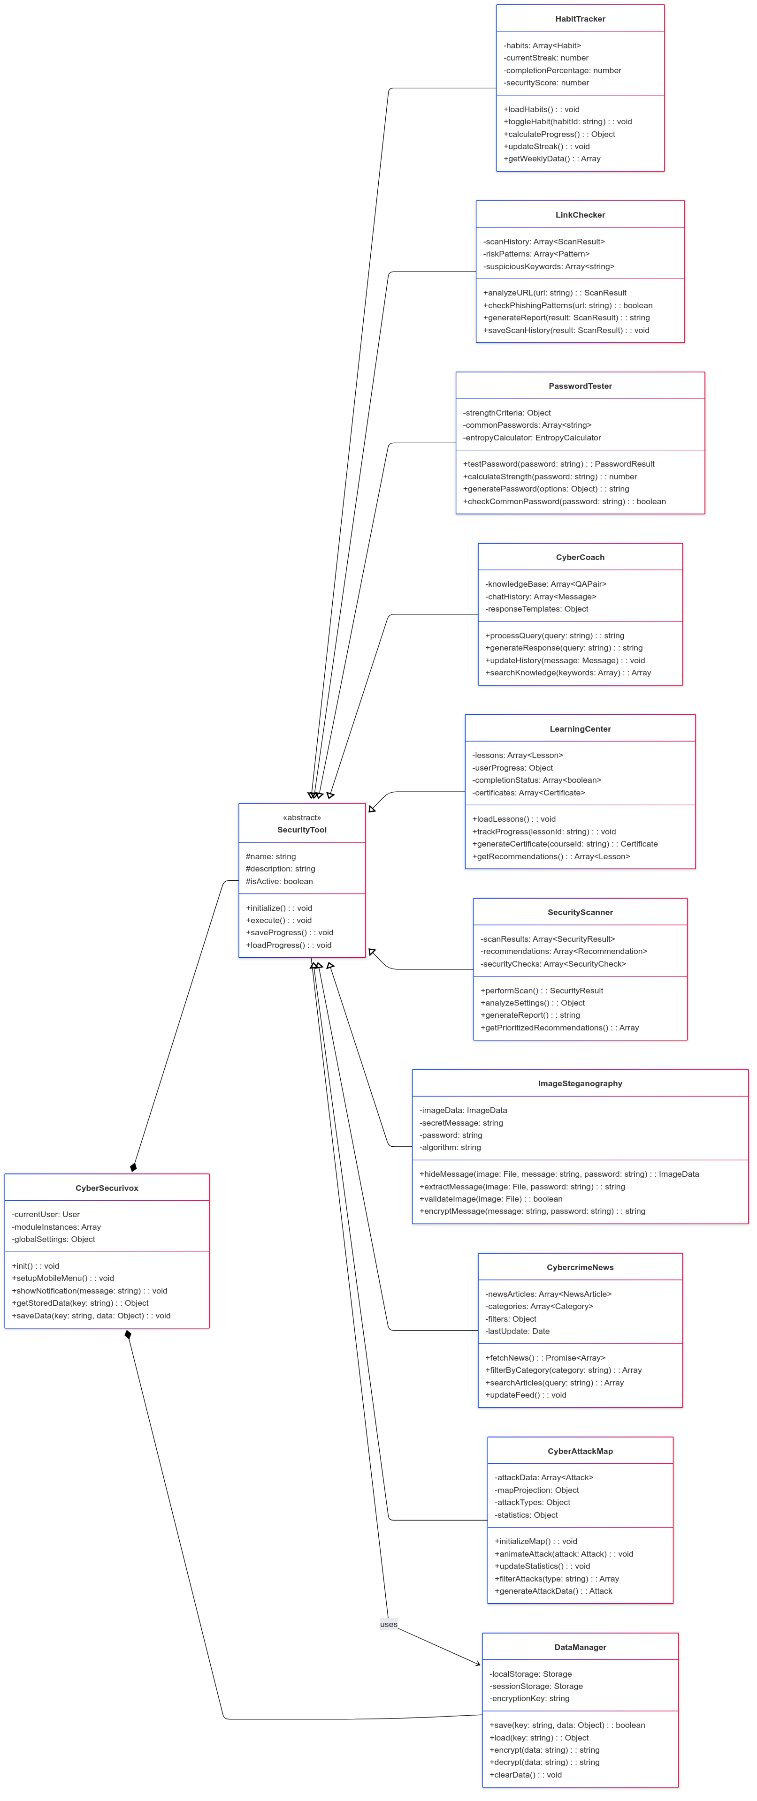 HabitTracker
-habits: Array<Habit>
-currentStreak: number
-completionPercentage: number
-securityScore: number
+loadHabits() : : void
+toggleHabit(habitId: string) : : void
+calculateProgress() : : Object
+updateStreak() : : void
+getWeeklyData() : : Array
LinkChecker
-scanHistory: Array<ScanResult>
-riskPatterns: Array<Pattern>
-suspiciousKeywords: Array<string>
+analyzeURL(url: string) : : ScanResult
+checkPhishingPatterns(url: string) : : boolean
+generateReport(result: ScanResult) : : string
+saveScanHistory(result: ScanResult) : : void
PasswordTester
-strengthCriteria: Object
-commonPasswords: Array<string>
-entropyCalculator: EntropyCalculator
+testPassword(password: string) : : PasswordResult
+calculateStrength(password: string) : : number
+generatePassword(options: Object) : : string
+checkCommonPassword(password: string) : : boolean
CyberCoach
-knowledgeBase: Array<QAPair>
-chatHistory: Array<Message>
-responseTemplates: Object
+processQuery(query: string) : : string
+generateResponse(query: string) : : string
+updateHistory(message: Message) : : void
+searchKnowledge(keywords: Array) : : Array
LearningCenter
-lessons: Array<Lesson>
-userProgress: Object
-completionStatus: Array<boolean>
-certificates: Array<Certificate>
+loadLessons() : : void
+trackProgress(lessonId: string) : : void
+generateCertificate(courseId: string) : : Certificate
+getRecommendations() : : Array<Lesson>
«abstract»
SecurityTool
#name: string
#description: string
#isActive: boolean
+initialize() : : void
+execute() : : void
+saveProgress() : : void
+loadProgress() : : void
SecurityScanner
-scanResults: Array<SecurityResult>
-recommendations: Array<Recommendation>
-securityChecks: Array<SecurityCheck>
+performScan() : : SecurityResult
+analyzeSettings() : : Object
+generateReport() : : string
+getPrioritizedRecommendations() : : Array
ImageSteganography
-imageData: ImageData
-secretMessage: string
-password: string
-algorithm: string
+hideMessage(image: File, message: string, password: string) : : ImageData
+extractMessage(image: File, password: string) : : string
+validateImage(image: File) : : boolean
+encryptMessage(message: string, password: string) : : string
CyberSecurivox
-currentUser: User
-moduleInstances: Array
-globalSettings: Object
+init() : : void
+setupMobileMenu() : : void
+showNotification(message: string) : : void
+getStoredData(key: string) : : Object
+saveData(key: string, data: Object) : : void
CybercrimeNews
-newsArticles: Array<NewsArticle>
-categories: Array<Category>
-filters: Object
-lastUpdate: Date
+fetchNews() : : Promise<Array>
+filterByCategory(category: string) : : Array
+searchArticles(query: string) : : Array
+updateFeed() : : void
CyberAttackMap
-attackData: Array<Attack>
-mapProjection: Object
-attackTypes: Object
-statistics: Object
+initializeMap() : : void
+animateAttack(attack: Attack) : : void
+updateStatistics() : : void
+filterAttacks(type: string) : : Array
+generateAttackData() : : Attack
uses
DataManager
-localStorage: Storage
-sessionStorage: Storage
-encryptionKey: string
+save(key: string, data: Object) : : boolean
+load(key: string) : : Object
+encrypt(data: string) : : string
+decrypt(data: string) : : string
+clearData() : : void